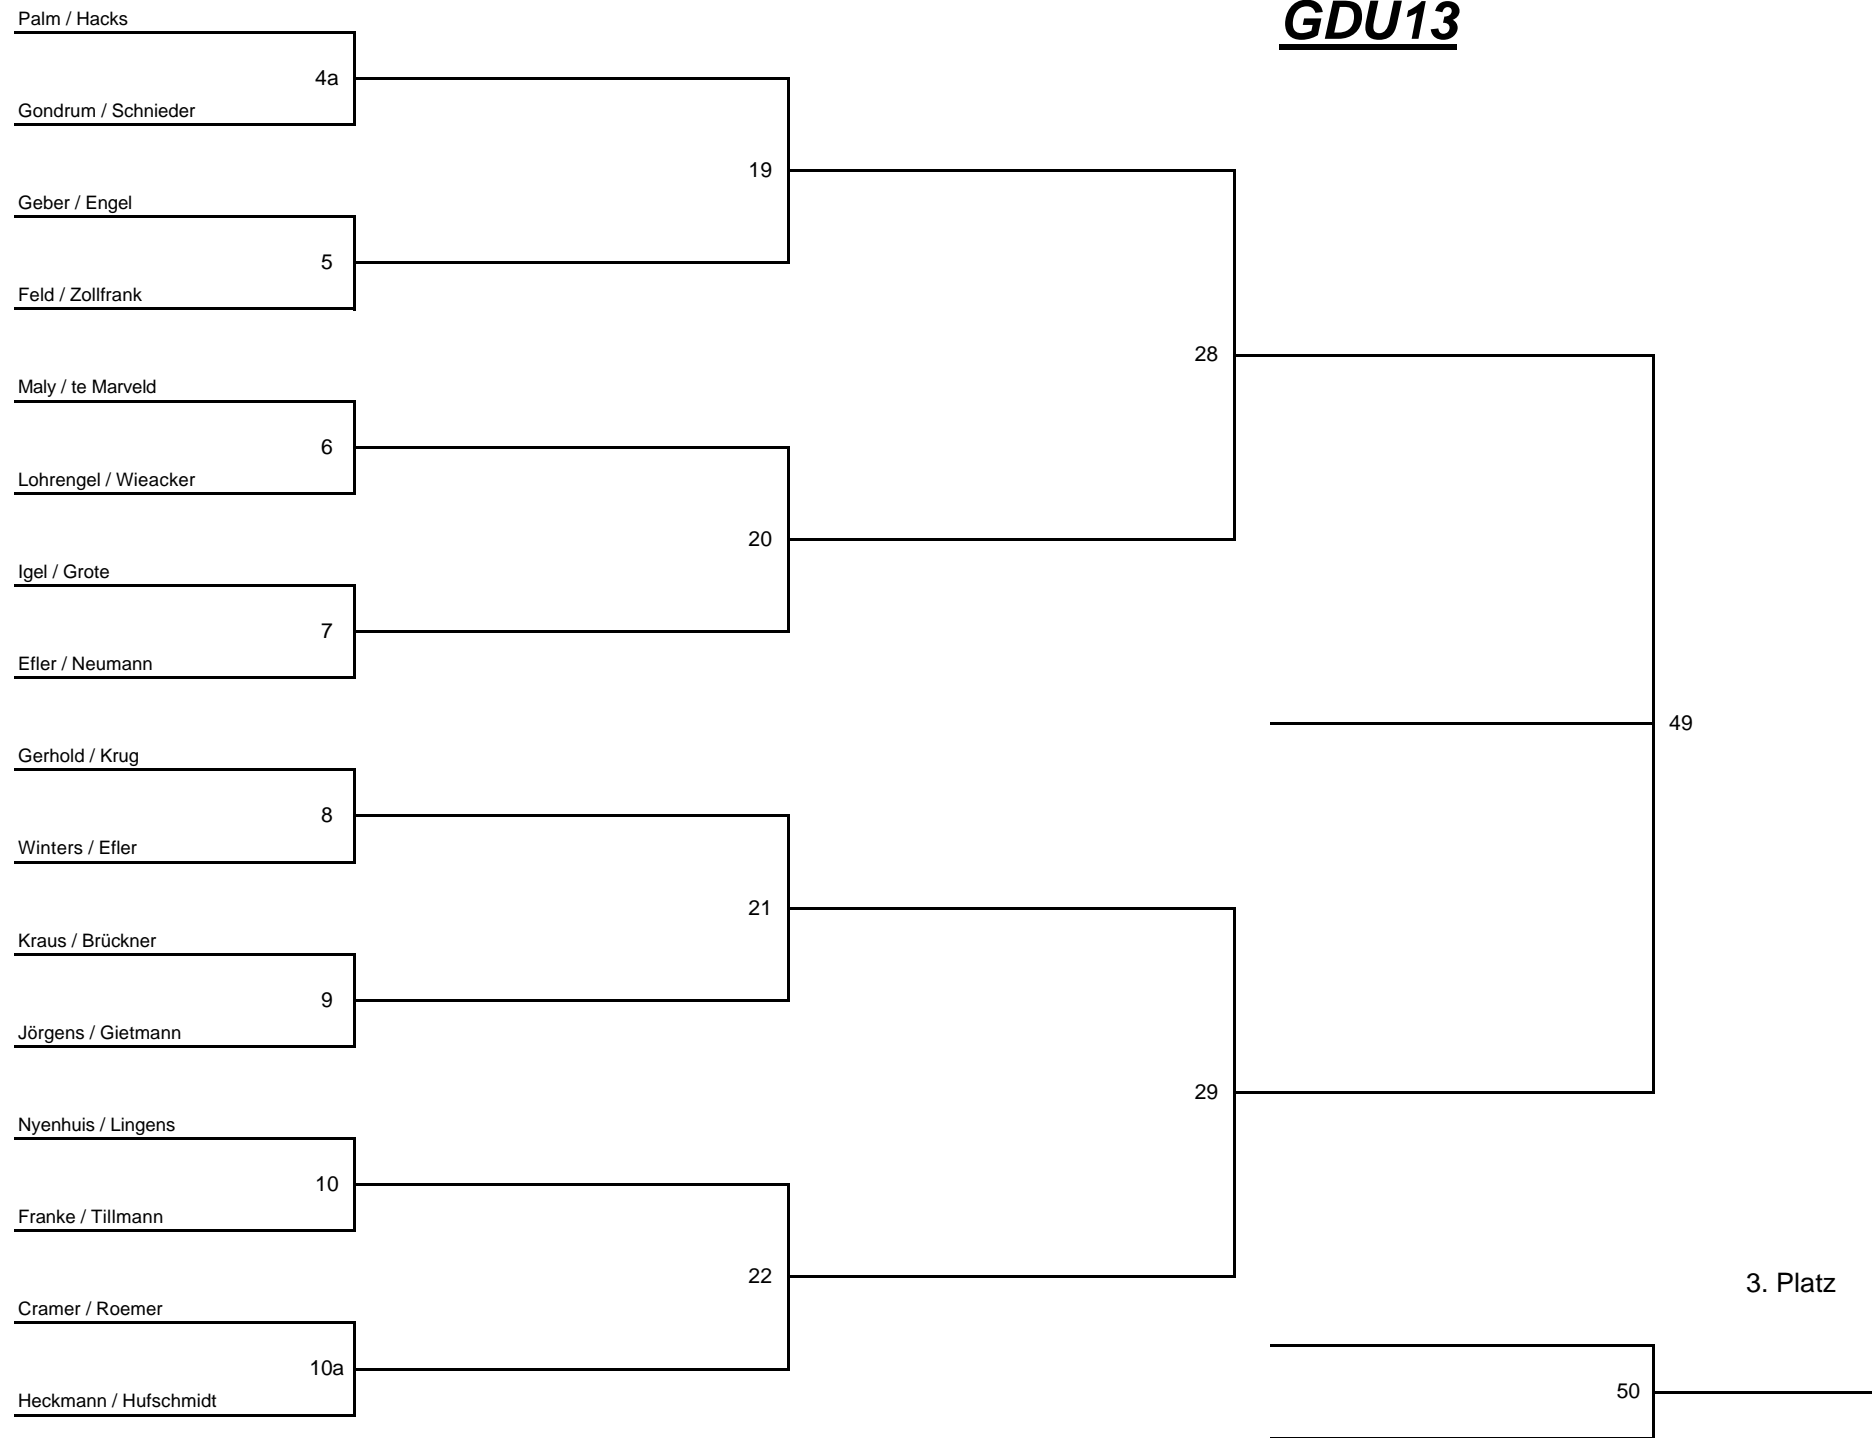 Palm / Hacks
GDU13
4a
Gondrum / Schnieder
19
Geber / Engel
5
Feld / Zollfrank
28
Maly / te Marveld
6
Lohrengel / Wieacker
20
Igel / Grote
7
Efler / Neumann
49
Gerhold / Krug
8
Winters / Efler
21
Kraus / Brückner
9
Jörgens / Gietmann
29
Nyenhuis / Lingens
10
Franke / Tillmann
22
3. Platz
Cramer / Roemer
10a
50
Heckmann / Hufschmidt